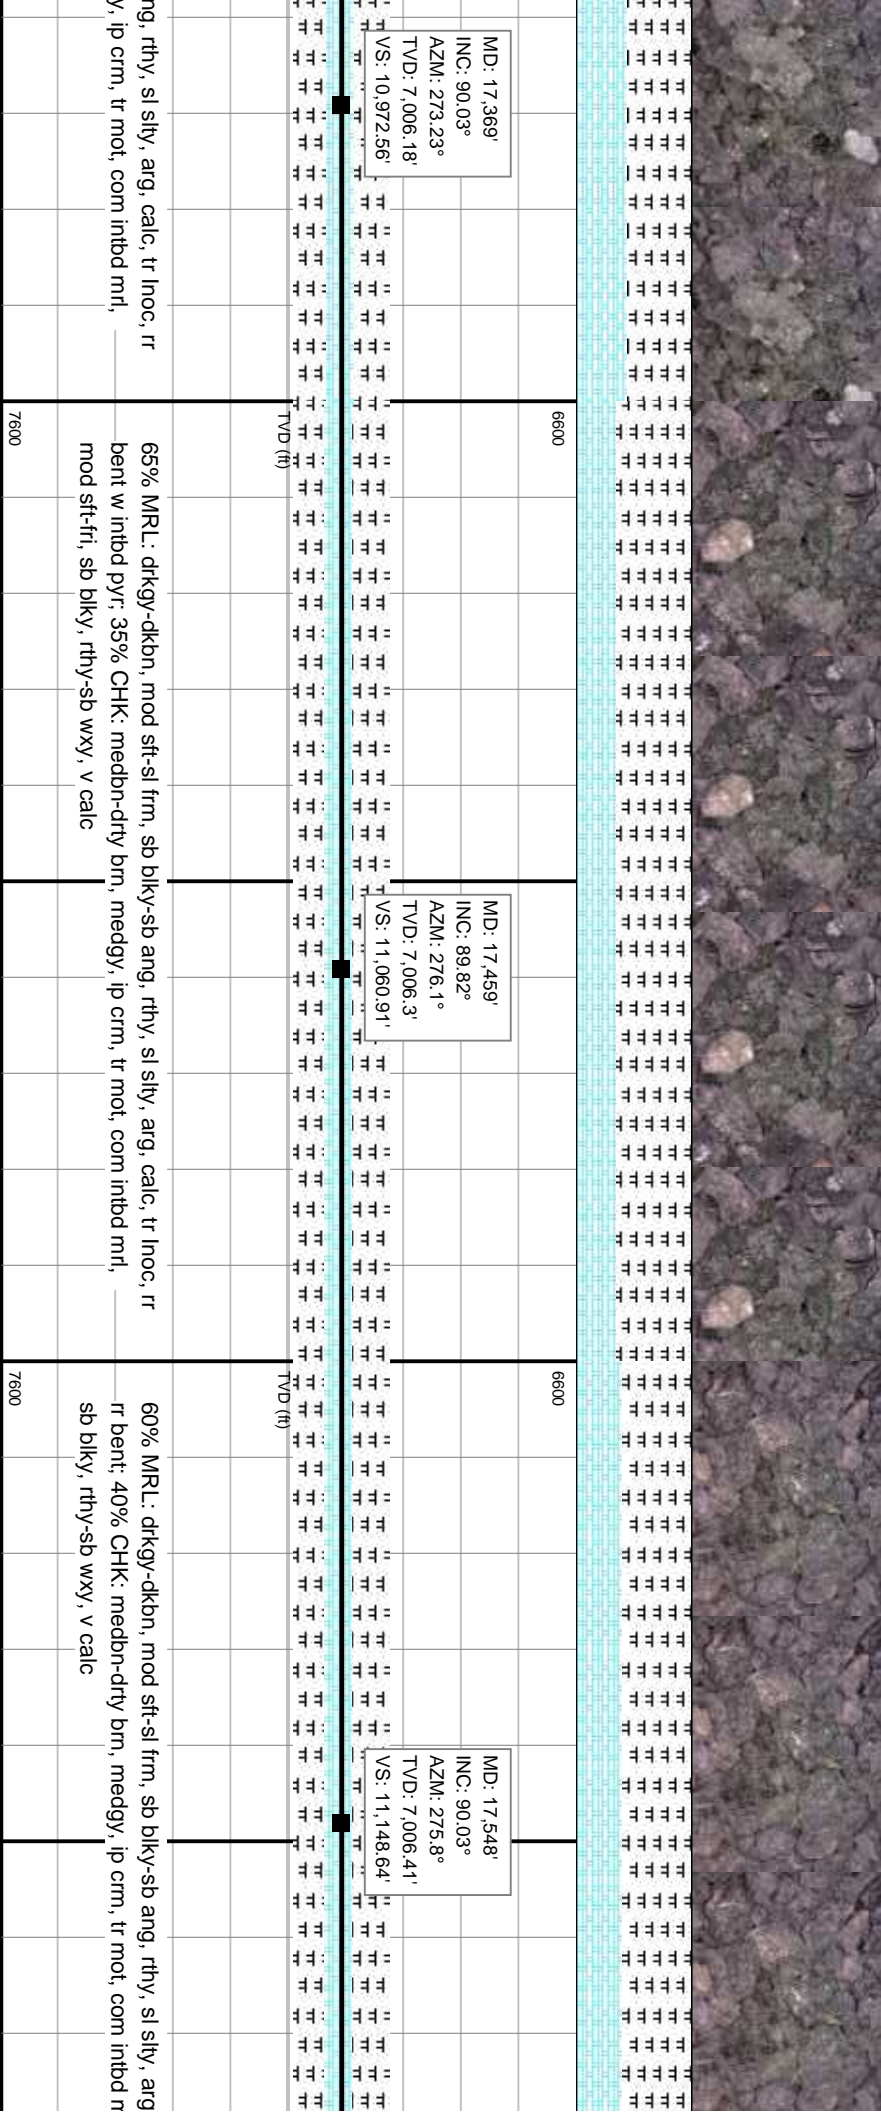 ng, rthy, sl slty, arg, calc, tr Inoc, rr
y, ip crm, tr mot, com intbd mrl,
MD: 17,369'
INC: 90.03°
AZM: 273.23°
TVD: 7,006.18'
VS: 10,972.56'
6600
TVD (ft)
7600
65% MRL: drkgy-dkbn, mod sft-sl frm, sb blky-sb ang, rthy, sl slty, arg, calc, tr Inoc, rr
bent w intbd pyr; 35% CHK: medbn-drty brn, medgy, ip crm, tr mot, com intbd mrl,
mod sft-fri, sb blky, rthy-sb wxy, v calc
MD: 17,459'
INC: 89.82°
AZM: 276.1°
TVD: 7,006.3'
VS: 11,060.91'
6600
TVD (ft)
7600
60% MRL: drkgy-dkbn, mod sft-sl frm, sb blky-sb ang, rthy, sl slty, arg
rr bent; 40% CHK: medbn-drty brn, medgy, ip crm, tr mot, com intbd m
sb blky, rthy-sb wxy, v calc
MD: 17,548'
INC: 90.03°
AZM: 275.8°
TVD: 7,006.41'
VS: 11,148.64'